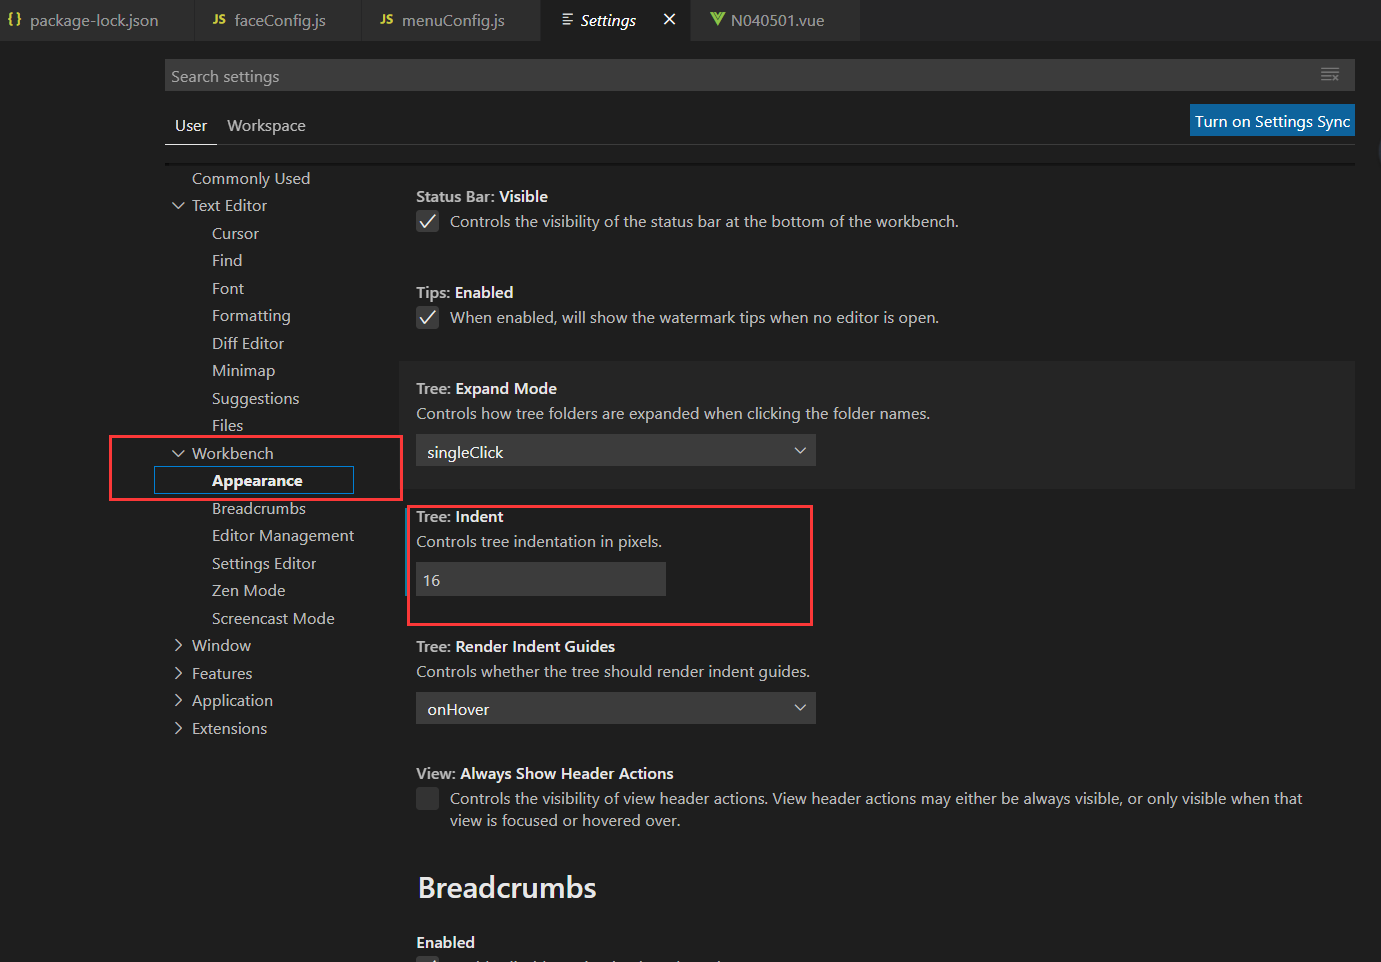 {} package-lock.json
JS faceConfig.js
JS menuConfig.js
Settings
N040501.vue
Search settings
User
Workspace
Turn on Settings Sync
Commonly Used
Text Editor
Cursor
Find
Font
Formatting
Diff Editor
Minimap
Suggestions
Files
Workbench
Appearance
Breadcrumbs
Editor Management
Settings Editor
Zen Mode
Screencast Mode
Window
Features
Application
Extensions
Status Bar: Visible
Controls the visibility of the status bar at the bottom of the workbench.
Tips: Enabled
When enabled, will show the watermark tips when no editor is open.
Tree: Expand Mode
Controls how tree folders are expanded when clicking the folder names.
singleClick
Tree: Indent
Controls tree indentation in pixels.
16
Tree: Render Indent Guides
Controls whether the tree should render indent guides.
onHover
View: Always Show Header Actions
Controls the visibility of view header actions. View header actions may either be always visible, or only visible when that
view is focused or hovered over.
Breadcrumbs
Enabled